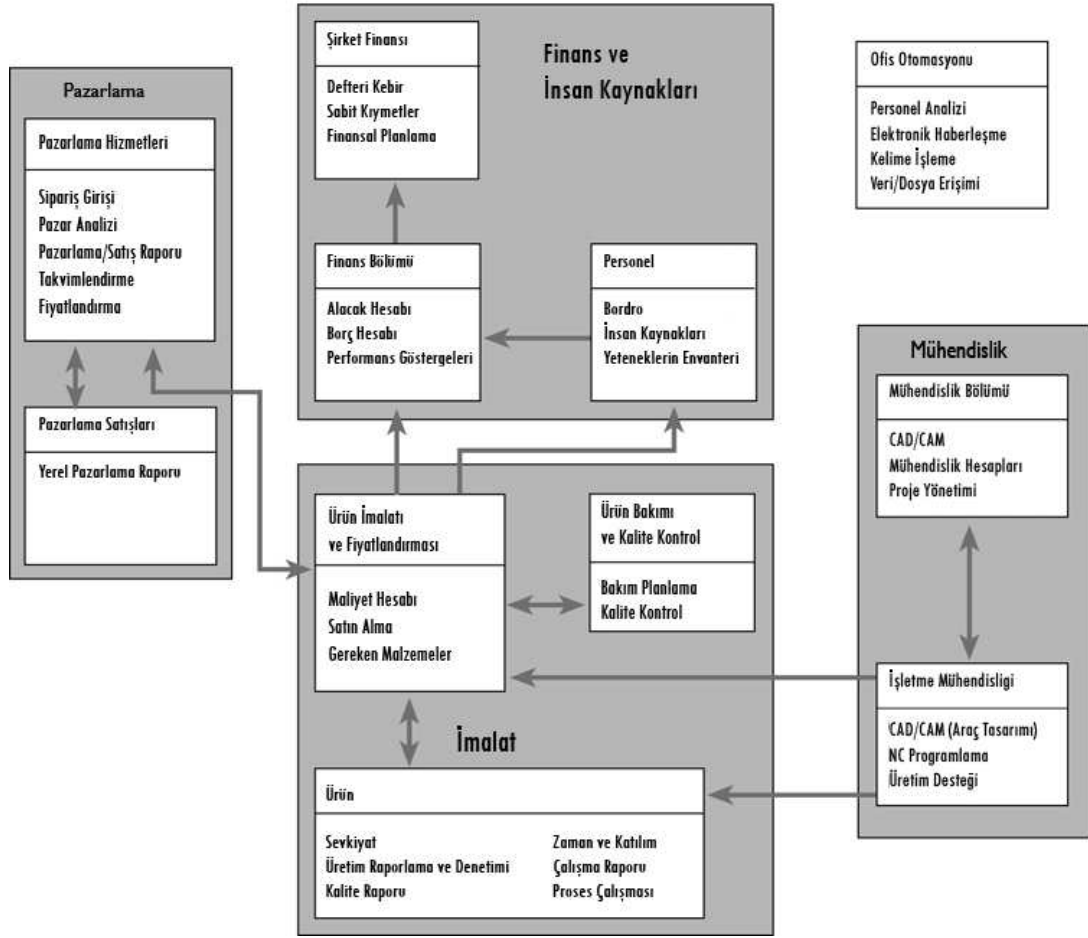 Pazarlama
Pazarlama Hizmetleri
Sipariş Girişi
Pazar Analizi
Pazarlama/Satış Raporu
Takvimlendirme
Fiyatlandırma
Pazarlama Satışları
Yerel Pazarlama Raporu
Finans ve
İnsan Kaynakları
Şirket Finansı
Defteri Kebir
Sabit Kıymetler
Finansal Planlama
Finans Bölümü
Alacak Hesabı
Borç Hesabı
Performans Göstergeleri
Personel
Bordro
İnsan Kaynakları
Yeteneklerin Envanteri
Ofis Otomasyonu
Personel Analizi
Elektronik Haberleşme
Kelime İşleme
Veri/Dosya Erişimi
Ürün İmalatı
ve Fiyatlandırması
Maliyet Hesabı
Satın Alma
Gereken Malzemeler
Ürün Bakımı
ve Kalite Kontrol
Bakım Planlama
Kalite Kontrol
İmalat
Ürün
Sevkiyat
Üretim Raporlama ve Denetimi
Kalite Raporu
Zaman ve Katılım
Çalışma Raporu
Proses Çalışması
Mühendislik
Mühendislik Bölümü
CAD/CAM
Mühendislik Hesapları
Proje Yönetimi
İşletme Mühendisligi
CAD/CAM (Araç Tasarımı)
NC Programlama
Üretim Desteği